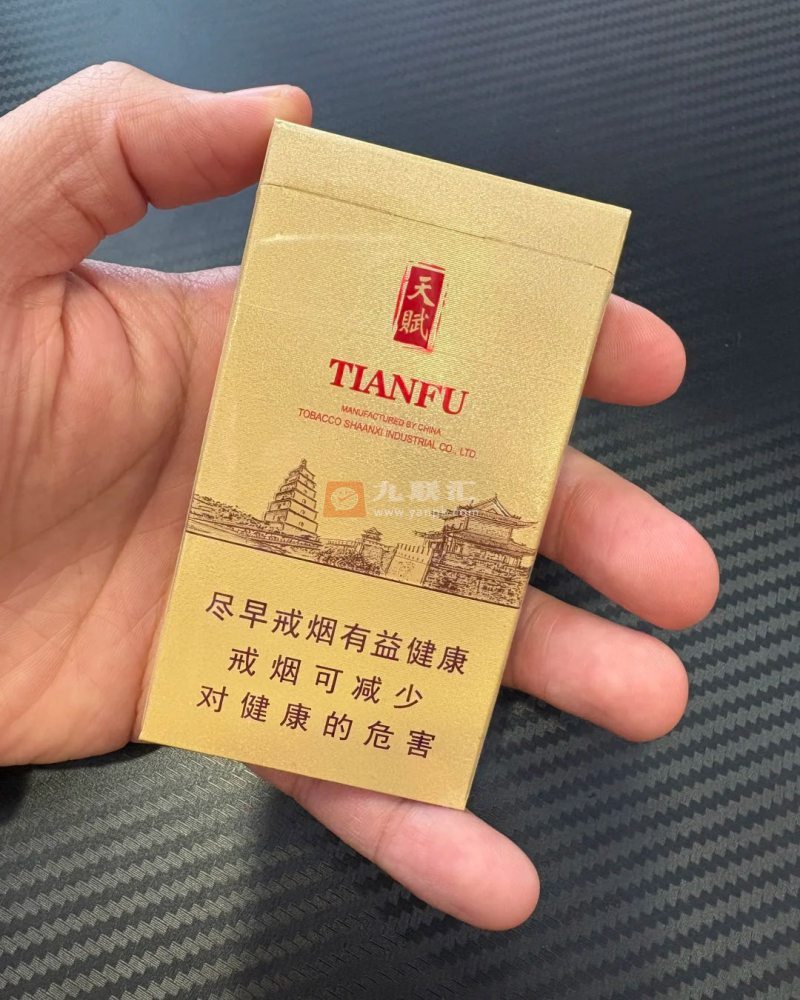 天
賦
TIANFU
MANUFACTURED BY CHINA
TOBACCO SHAANXI INDUSTRIAL CO., LTD
九联汇
尽早戒烟有益健康
戒烟可减少
对健康的危害